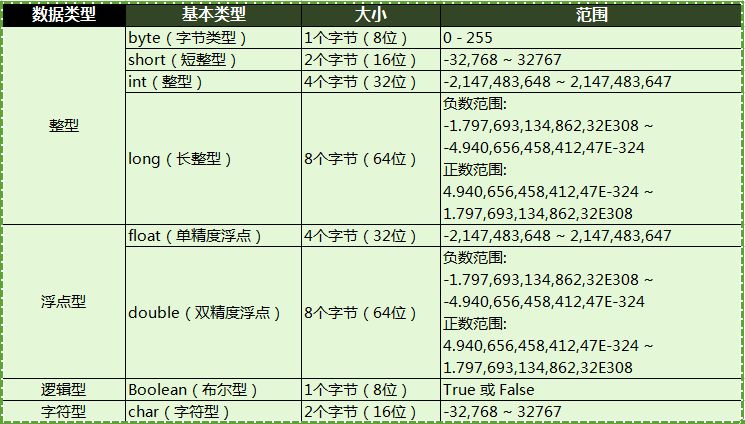 数据类型 基本类型 大小 范围
整型 byte（字节类型） 1个字节（8位） 0 - 255
short（短整型） 2个字节（16位） -32,768 ~ 32767
int（整型） 4个字节（32位） -2,147,483,648 ~ 2,147,483,647
long（长整型） 8个字节（64位） 负数范围:
-1.797,693,134,862,32E308 ~
-4.940,656,458,412,47E-324
正数范围:
4.940,656,458,412,47E-324 ~
1.797,693,134,862,32E308
浮点型 float（单精度浮点） 4个字节（32位） -2,147,483,648 ~ 2,147,483,647
double（双精度浮点） 8个字节（64位） 负数范围:
-1.797,693,134,862,32E308 ~
-4.940,656,458,412,47E-324
正数范围:
4.940,656,458,412,47E-324 ~
1.797,693,134,862,32E308
逻辑型 Boolean（布尔型） 1个字节（8位） True 或 False
字符型 char（字符型） 2个字节（16位） -32,768 ~ 32767